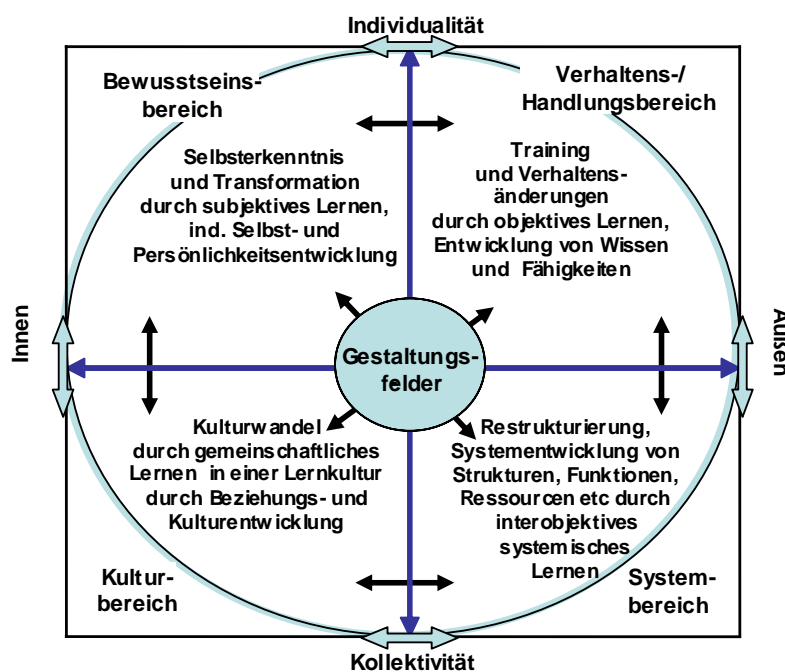 Individualität
Bewusstseins-
bereich
Verhaltens-/
Handlungsbereich
Selbsterkenntnis
und Transformation
durch subjektives Lernen,
ind. Selbst- und
Persönlichkeitsentwicklung
Training
und Verhaltens-
änderungen
durch objektives Lernen,
Entwicklung von Wissen
und Fähigkeiten
Innen
Gestaltungs-
felder
Außen
Kulturwandel
durch gemeinschaftliches
Lernen in einer Lernkultur
durch Beziehungs- und
Kulturentwicklung
Restrukturierung,
Systementwicklung von
Strukturen, Funktionen,
Ressourcen etc durch
interobjektives
systemisches
Lernen
Kultur-
bereich
System-
bereich
Kollektivität